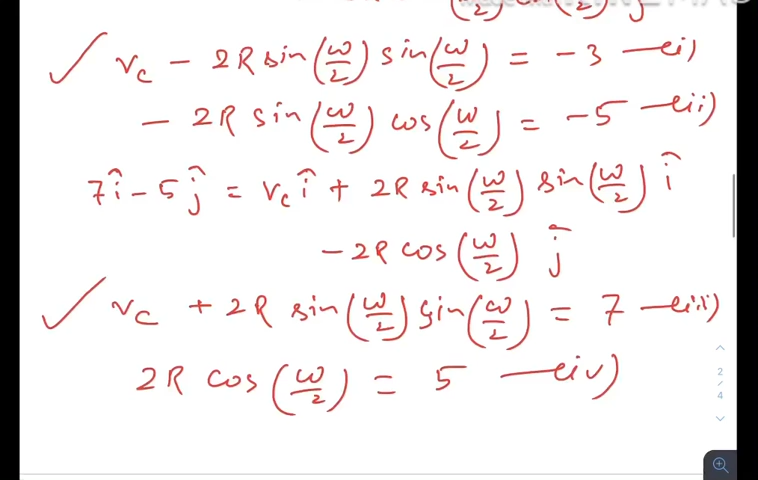 ✓ v_c - 2R sin(ω/2) sin(ω/2) = -3 —(i)
- 2R sin(ω/2) cos(ω/2) = -5 —(ii)
7î - 5ĵ = v_c î + 2R sin(ω/2) sin(ω/2) î
- 2R cos(ω/2) ĵ
✓ v_c + 2R sin(ω/2) sin(ω/2) = 7 —(iii)
2R cos(ω/2) = 5 —(iv)
2
/
4